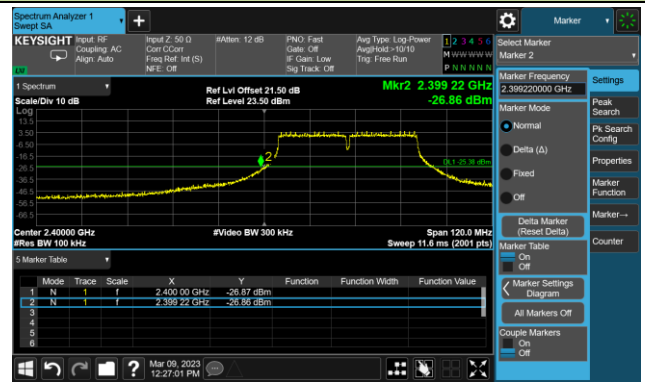 Spectrum Analyzer 1
Swept SA
+
Marker
KEYSIGHT
Input: RF
Coupling: AC
Align: Auto
Input Z: 50 Ω
Corr CCorr
Freq Ref: Int (S)
NFE: Off
#Atten: 12 dB
PNO: Fast
Gate: Off
IF Gain: Low
Sig Track: Off
Avg Type: Log-Power
Avg|Hold:>10/10
Trig: Free Run
1 2 3 4 5 6
M W W W W W
P N N N N N
LW
Select Marker
Marker 2
1 Spectrum
Scale/Div 10 dB
Ref Lvl Offset 21.50 dB
Ref Level 23.50 dBm
Mkr2 2.399 22 GHz
-26.86 dBm
Log
13.5
3.50
-6.50
-16.5
-26.5
-36.5
-46.5
-56.5
-66.5
2
DL1 -25.38 dBm
Center 2.40000 GHz
#Res BW 100 kHz
#Video BW 300 kHz
Span 120.0 MHz
Sweep 11.6 ms (2001 pts)
Marker Frequency
2.399220000 GHz
Marker Mode
Normal
Delta (Δ)
Fixed
Off
Delta Marker
(Reset Delta)
Marker Table
On
Off
Marker Settings
Diagram
All Markers Off
Couple Markers
On
Off
Settings
Peak
Search
Pk Search
Config
Properties
Marker
Function
Marker→
Counter
5 Marker Table
Mode Trace Scale X Y Function Function Width Function Value
1 N 1 f 2.400 00 GHz -26.87 dBm
2 N 1 f 2.399 22 GHz -26.86 dBm
3
4
5
6
?
Mar 09, 2023
12:27:01 PM